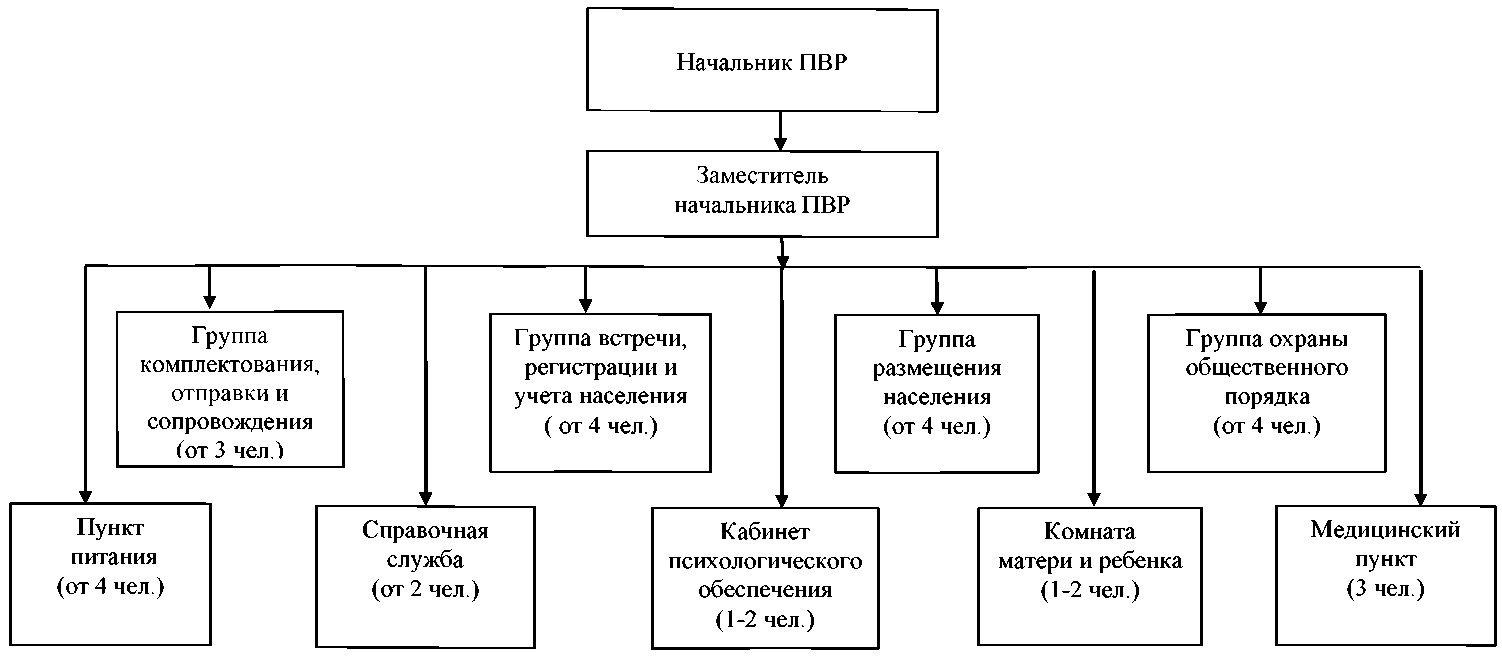 Начальник ПВР
Заместитель
начальника ПВР
Группа
комплектования,
отправки и
сопровождения
(от 3 чел.)
Группа встречи,
регистрации и
учета населения
( от 4 чел.)
Группа
размещения
населения
(от 4 чел.)
Группа охраны
общественного
порядка
(от 4 чел.)
Пункт
питания
(от 4 чел.)
Справочная
служба
(от 2 чел.)
Кабинет
психологического
обеспечения
(1-2 чел.)
Комната
матери и ребенка
(1-2 чел.)
Медицинский
пункт
(3 чел.)